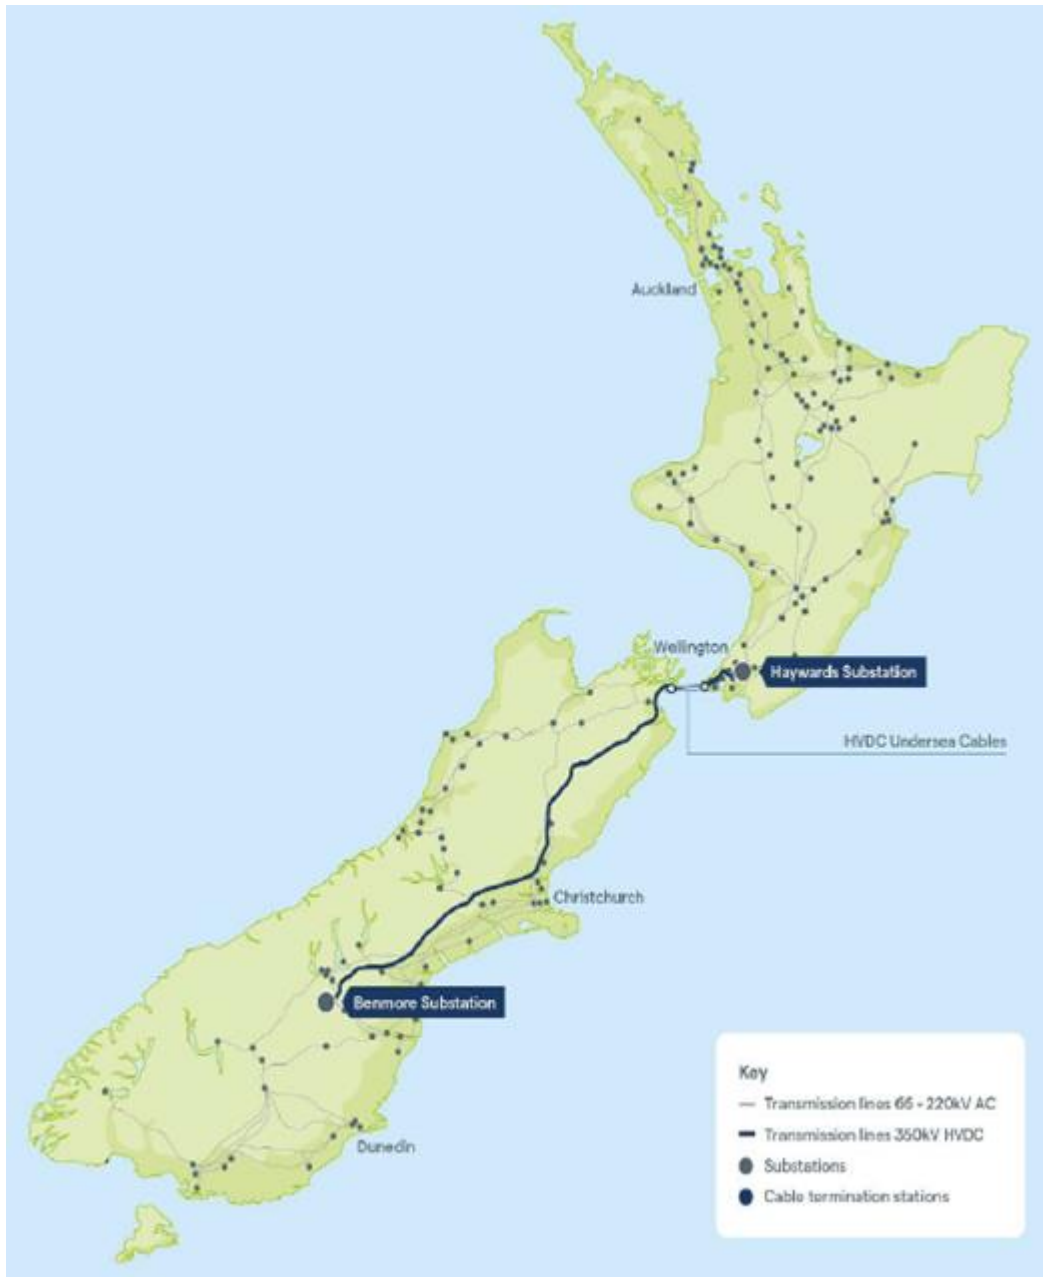 Auckland
Wellington
Haywards Substation
HVDC Undersea Cables
Christchurch
Benmore Substation
Dunedin
Key
Transmission lines 66 - 220kV AC
Transmission lines 350kV HVDC
Substations
Cable termination stations